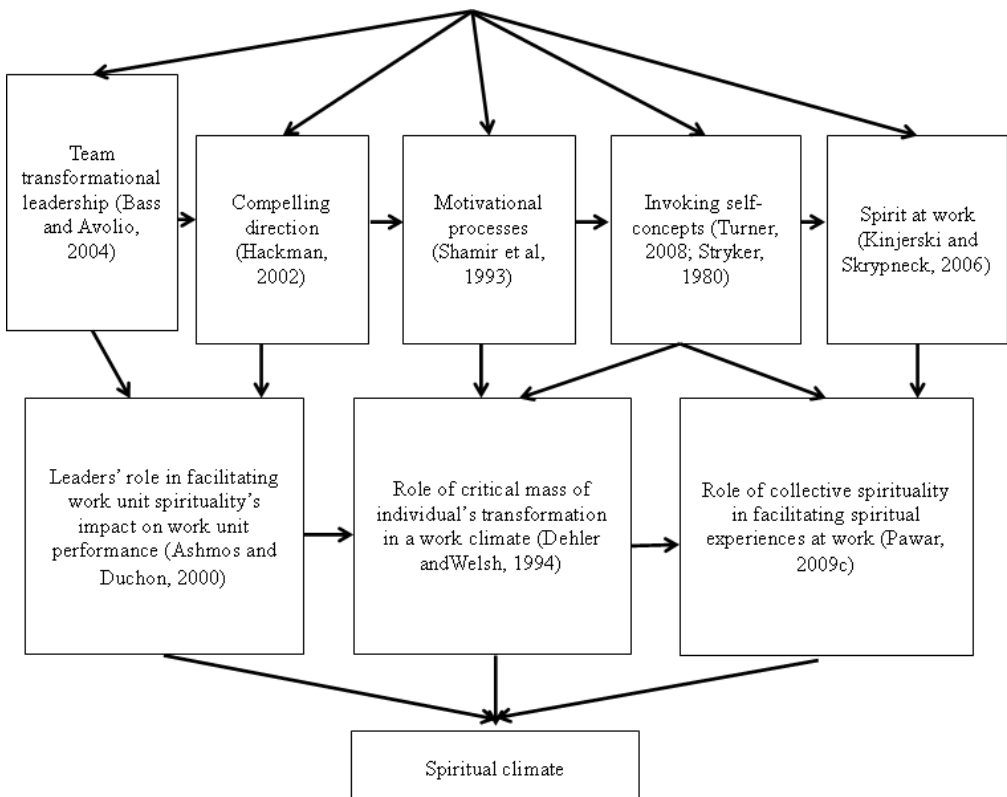 Team
transformational
leadership (Bass
and Avolio,
2004)
Compelling
direction
(Hackman,
2002)
Motivational
processes
(Shamir et al,
1993)
Invoking self-
concepts (Turner,
2008; Stryker,
1980)
Spirit at work
(Kinjerski and
Skrypneck, 2006)
Leaders’ role in facilitating
work unit spirituality’s
impact on work unit
performance (Ashmos and
Duchon, 2000)
Role of critical mass of
individual’s transformation
in a work climate (Dehler
andWelsh, 1994)
Role of collective spirituality
in facilitating spiritual
experiences at work (Pawar,
2009c)
Spiritual climate